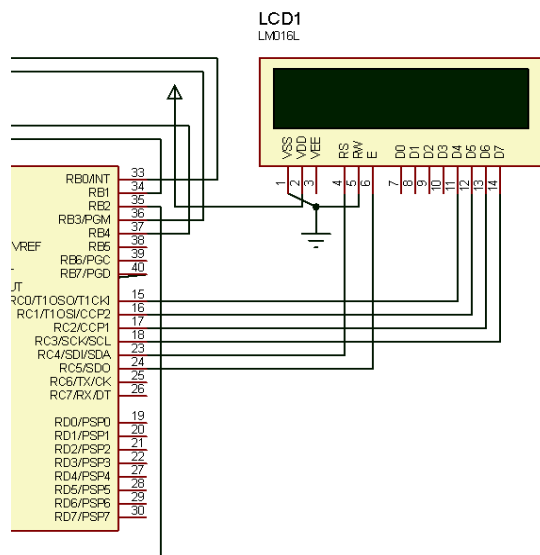 LCD1
LM016L
VSS
VDD
VEE
RS
RW
E
D0
D1
D2
D3
D4
D5
D6
D7
1
2
3
4
5
6
7
8
9
10
11
12
13
14
RB0/INT 33
RB1 34
RB2 35
RB3/PGM 36
RB4 37
/VREF RB5 38
RB6/PGC 39
RB7/PGD 40
UT
RC0/T1OSO/T1CKI 15
RC1/T1OSI/CCP2 16
RC2/CCP1 17
RC3/SCK/SCL 18
RC4/SDI/SDA 23
RC5/SDO 24
RC6/TX/CK 25
RC7/RX/DT 26
RD0/PSP0 19
RD1/PSP1 20
RD2/PSP2 21
RD3/PSP3 22
RD4/PSP4 27
RD5/PSP5 28
RD6/PSP6 29
RD7/PSP7 30